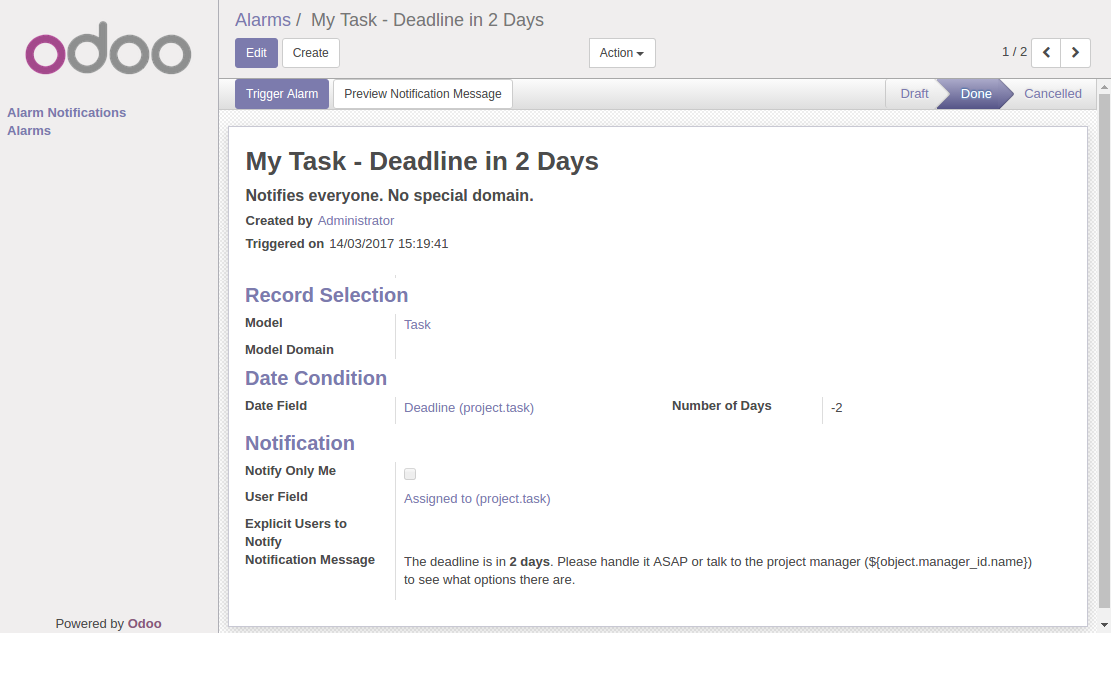 odoo
Alarm Notifications
Alarms
Powered by Odoo
Alarms / My Task - Deadline in 2 Days
Edit Create Action 1 / 2
Trigger Alarm Preview Notification Message Draft Done Cancelled
My Task - Deadline in 2 Days
Notifies everyone. No special domain.
Created by Administrator
Triggered on 14/03/2017 15:19:41
Record Selection
Model Task
Model Domain
Date Condition
Date Field Deadline (project.task) Number of Days -2
Notification
Notify Only Me
User Field Assigned to (project.task)
Explicit Users to
Notify
Notification Message The deadline is in 2 days. Please handle it ASAP or talk to the project manager (${object.manager_id.name})
to see what options there are.